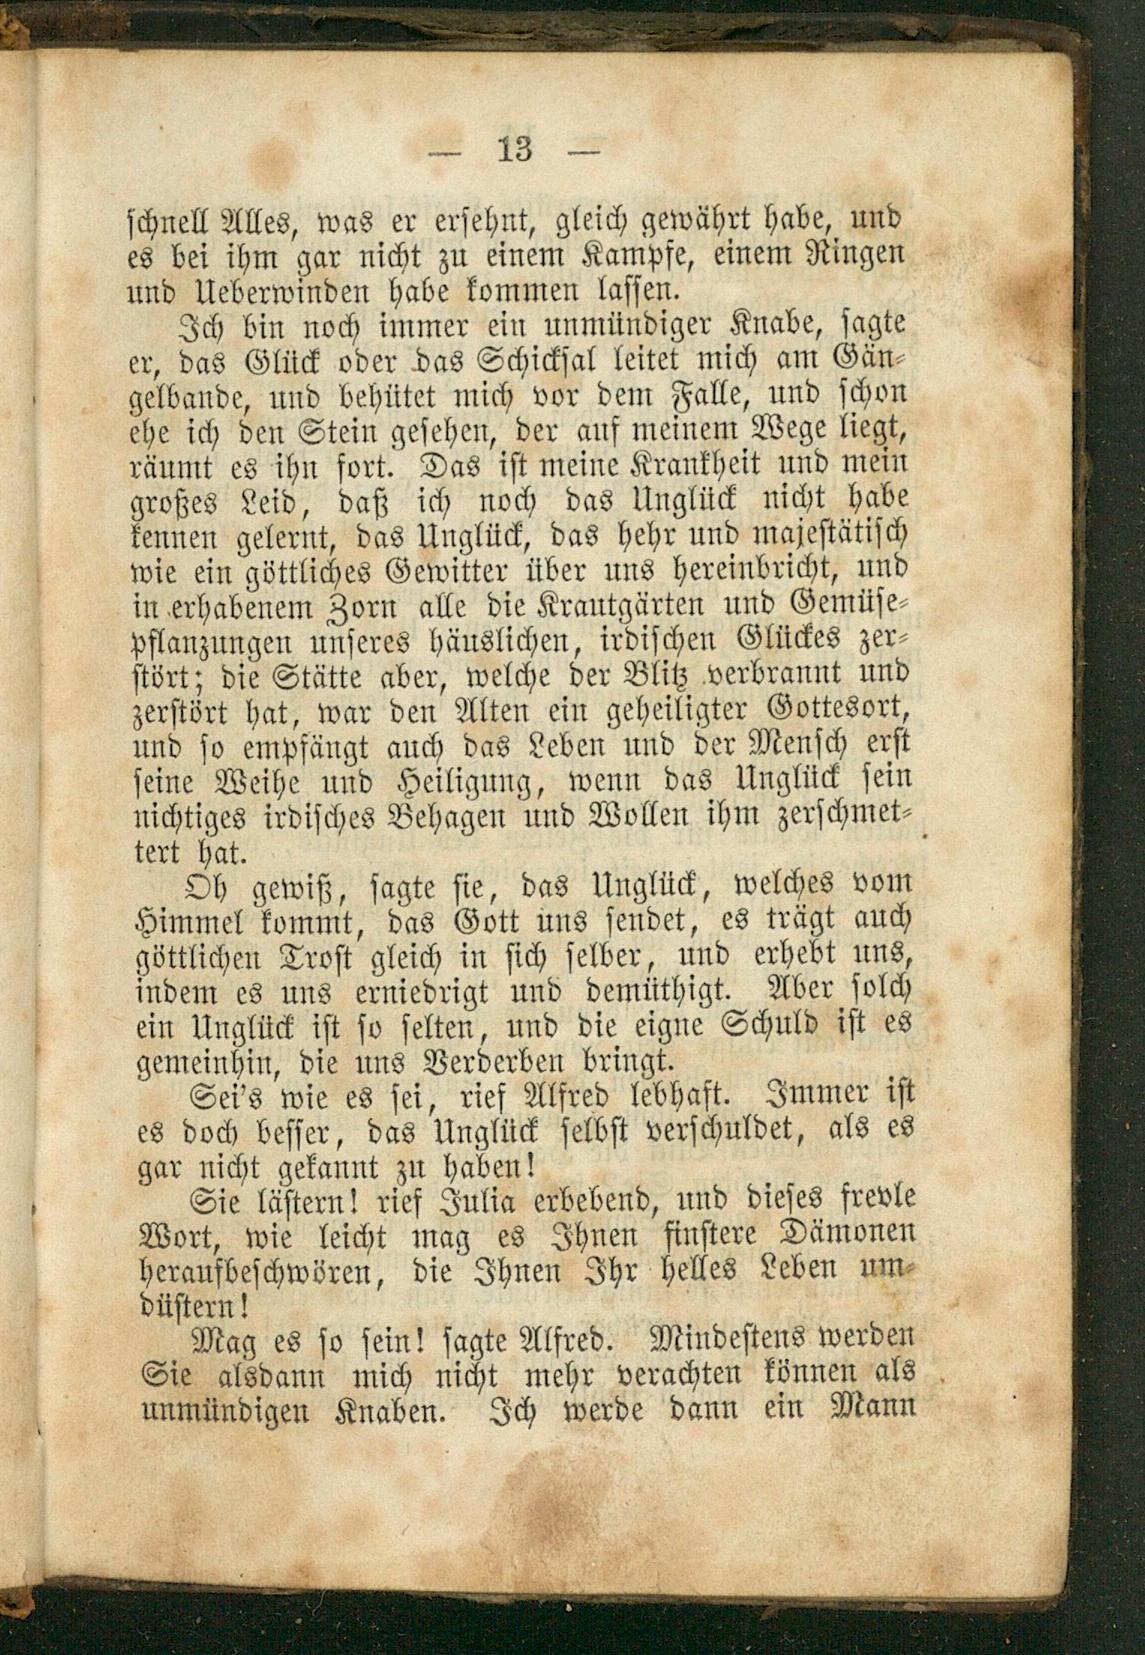 — 13 —
schnell Alles, was er ersehnt, gleich gewährt habe, und
es bei ihm gar nicht zu einem Kampfe, einem Ringen
und Ueberwinden habe kommen lassen.
Ich bin noch immer ein unmündiger Knabe, sagte
er, das Glück oder das Schicksal leitet mich am Gän-
gelbande, und behütet mich vor dem Falle, und schon
ehe ich den Stein gesehen, der auf meinem Wege liegt,
räumt es ihn fort. Das ist meine Krankheit und mein
großes Leid, daß ich noch das Unglück nicht habe
kennen gelernt, das Unglück, das hehr und majestätisch
wie ein göttliches Gewitter über uns hereinbricht, und
in erhabenem Zorn alle die Krautgärten und Gemüse-
pflanzungen unseres häuslichen, irdischen Glückes zer-
stört; die Stätte aber, welche der Blitz verbrannt und
zerstört hat, war den Alten ein geheiligter Gottesort,
und so empfängt auch das Leben und der Mensch erst
seine Weihe und Heiligung, wenn das Unglück sein
nichtiges irdisches Behagen und Wollen ihm zerschmet-
tert hat.
Oh gewiß, sagte sie, das Unglück, welches vom
Himmel kommt, das Gott uns sendet, es trägt auch
göttlichen Trost gleich in sich selber, und erhebt uns,
indem es uns erniedrigt und demüthigt. Aber solch
ein Unglück ist so selten, und die eigne Schuld ist es
gemeinhin, die uns Verderben bringt.
Sei's wie es sei, rief Alfred lebhaft. Immer ist
es doch besser, das Unglück selbst verschuldet, als es
gar nicht gekannt zu haben!
Sie lästern! rief Julia erbebend, und dieses frevle
Wort, wie leicht mag es Ihnen finstere Dämonen
heraufbeschwören, die Ihnen Ihr helles Leben um-
düstern!
Mag es so sein! sagte Alfred. Mindestens werden
Sie alsdann mich nicht mehr verachten können als
unmündigen Knaben. Ich werde dann ein Mann